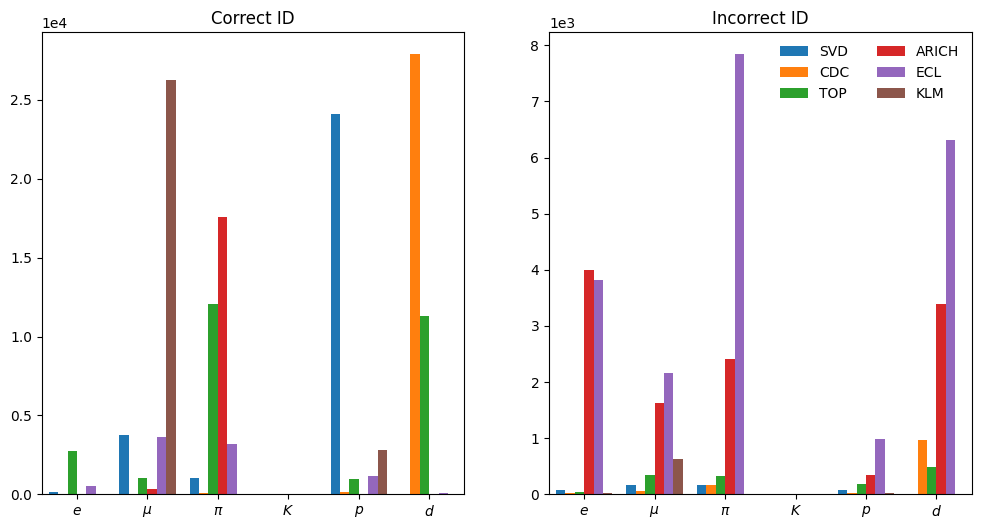 Correct ID
1e4
2.5
2.0
1.5
1.0
0.5
0.0
e μ π K p d
Incorrect ID
1e3
8
7
6
5
4
3
2
1
0
e μ π K p d
SVD ARICH
CDC ECL
TOP KLM